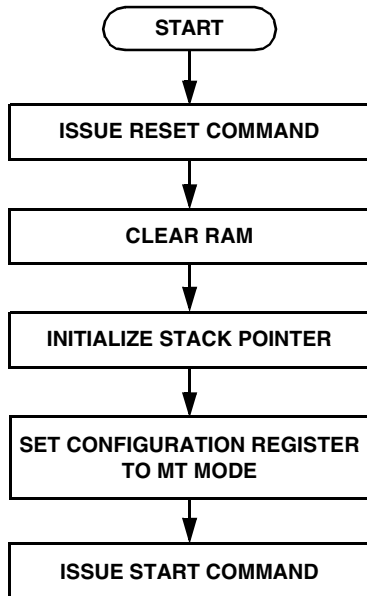 START
ISSUE RESET COMMAND
CLEAR RAM
INITIALIZE STACK POINTER
SET CONFIGURATION REGISTER
TO MT MODE
ISSUE START COMMAND